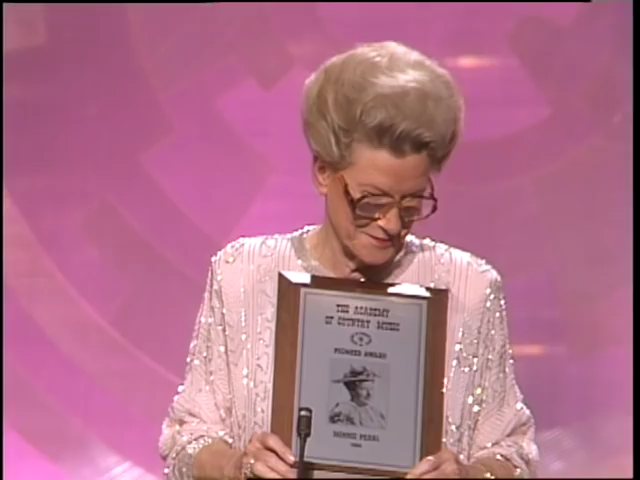 THE ACADEMY
OF COUNTRY MUSIC
PIONEER AWARD
MINNIE PEARL